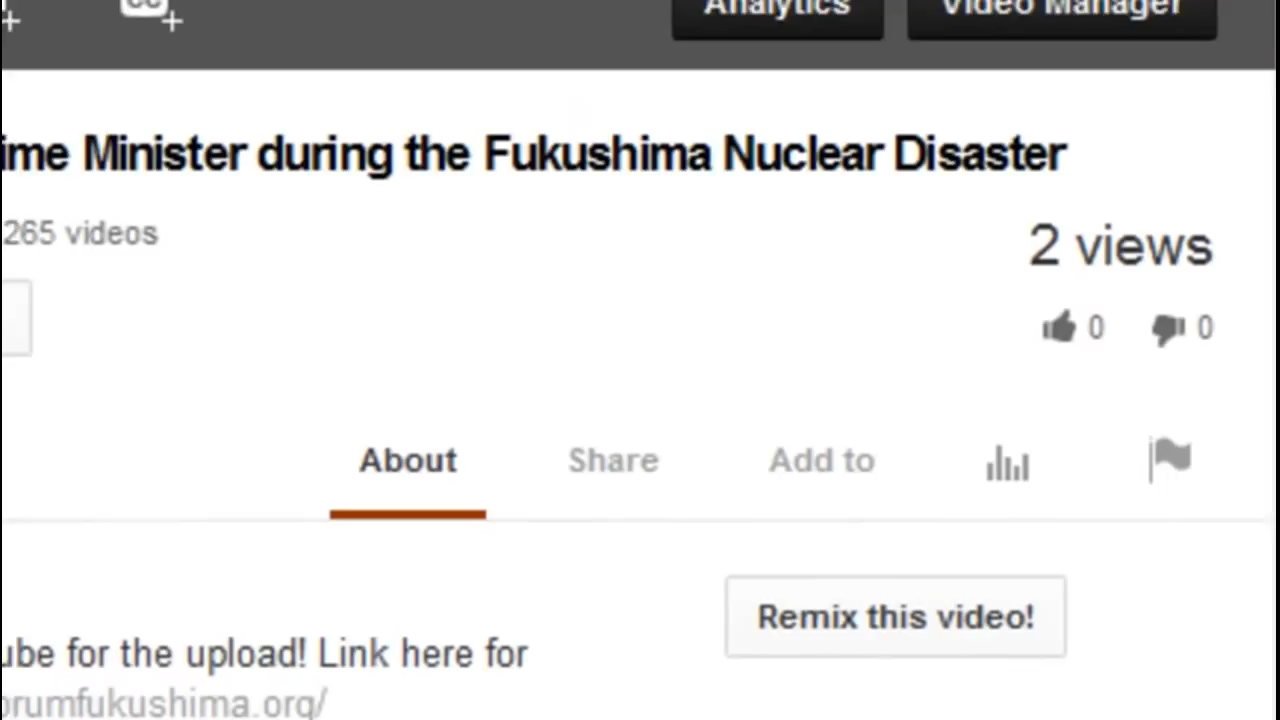 Analytics Video Manager
ime Minister during the Fukushima Nuclear Disaster
265 videos
2 views
0 0
About Share Add to
Remix this video!
ube for the upload! Link here for
orumfukushima.org/